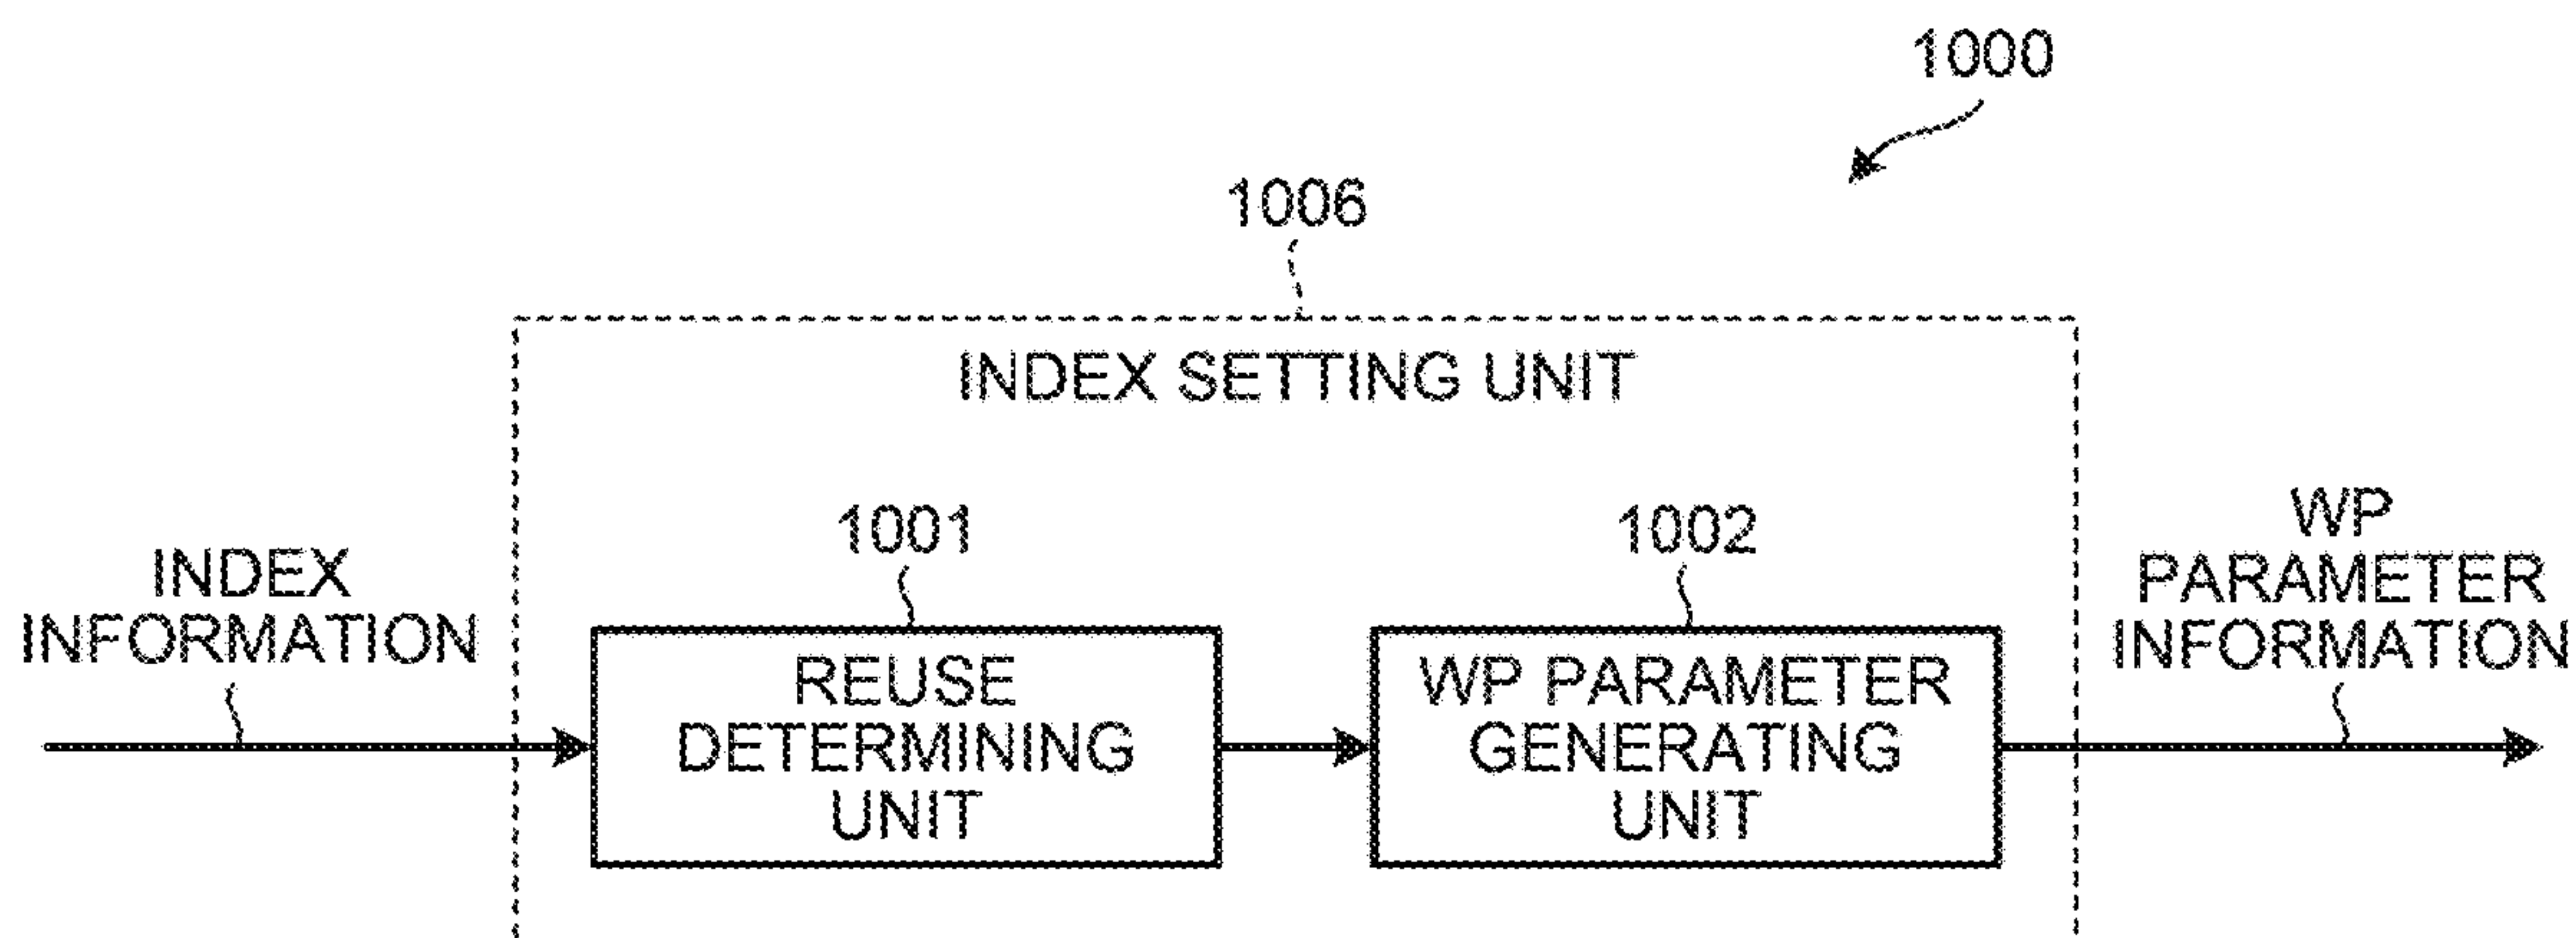 1000
1006
INDEX SETTING UNIT
1001
1002
INDEX
INFORMATION
REUSE
DETERMINING
UNIT
WP PARAMETER
GENERATING
UNIT
WP
PARAMETER
INFORMATION